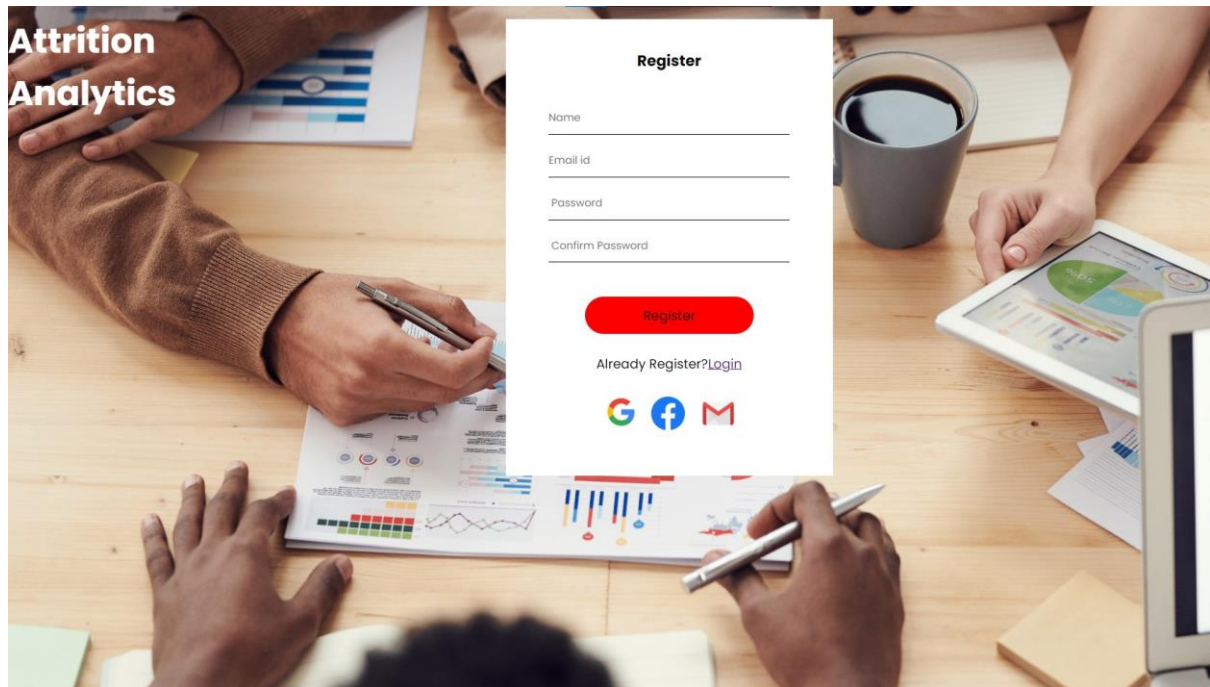 Attrition
Analytics
Register
Name
Email id
Password
Confirm Password
Register
Already Register?Login